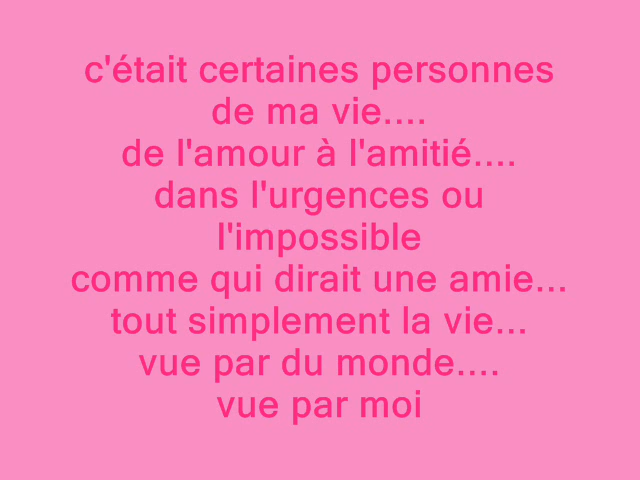 c'était certaines personnes
de ma vie....
de l'amour à l'amitié....
dans l'urgences ou
l'impossible
comme qui dirait une amie...
tout simplement la vie...
vue par du monde....
vue par moi